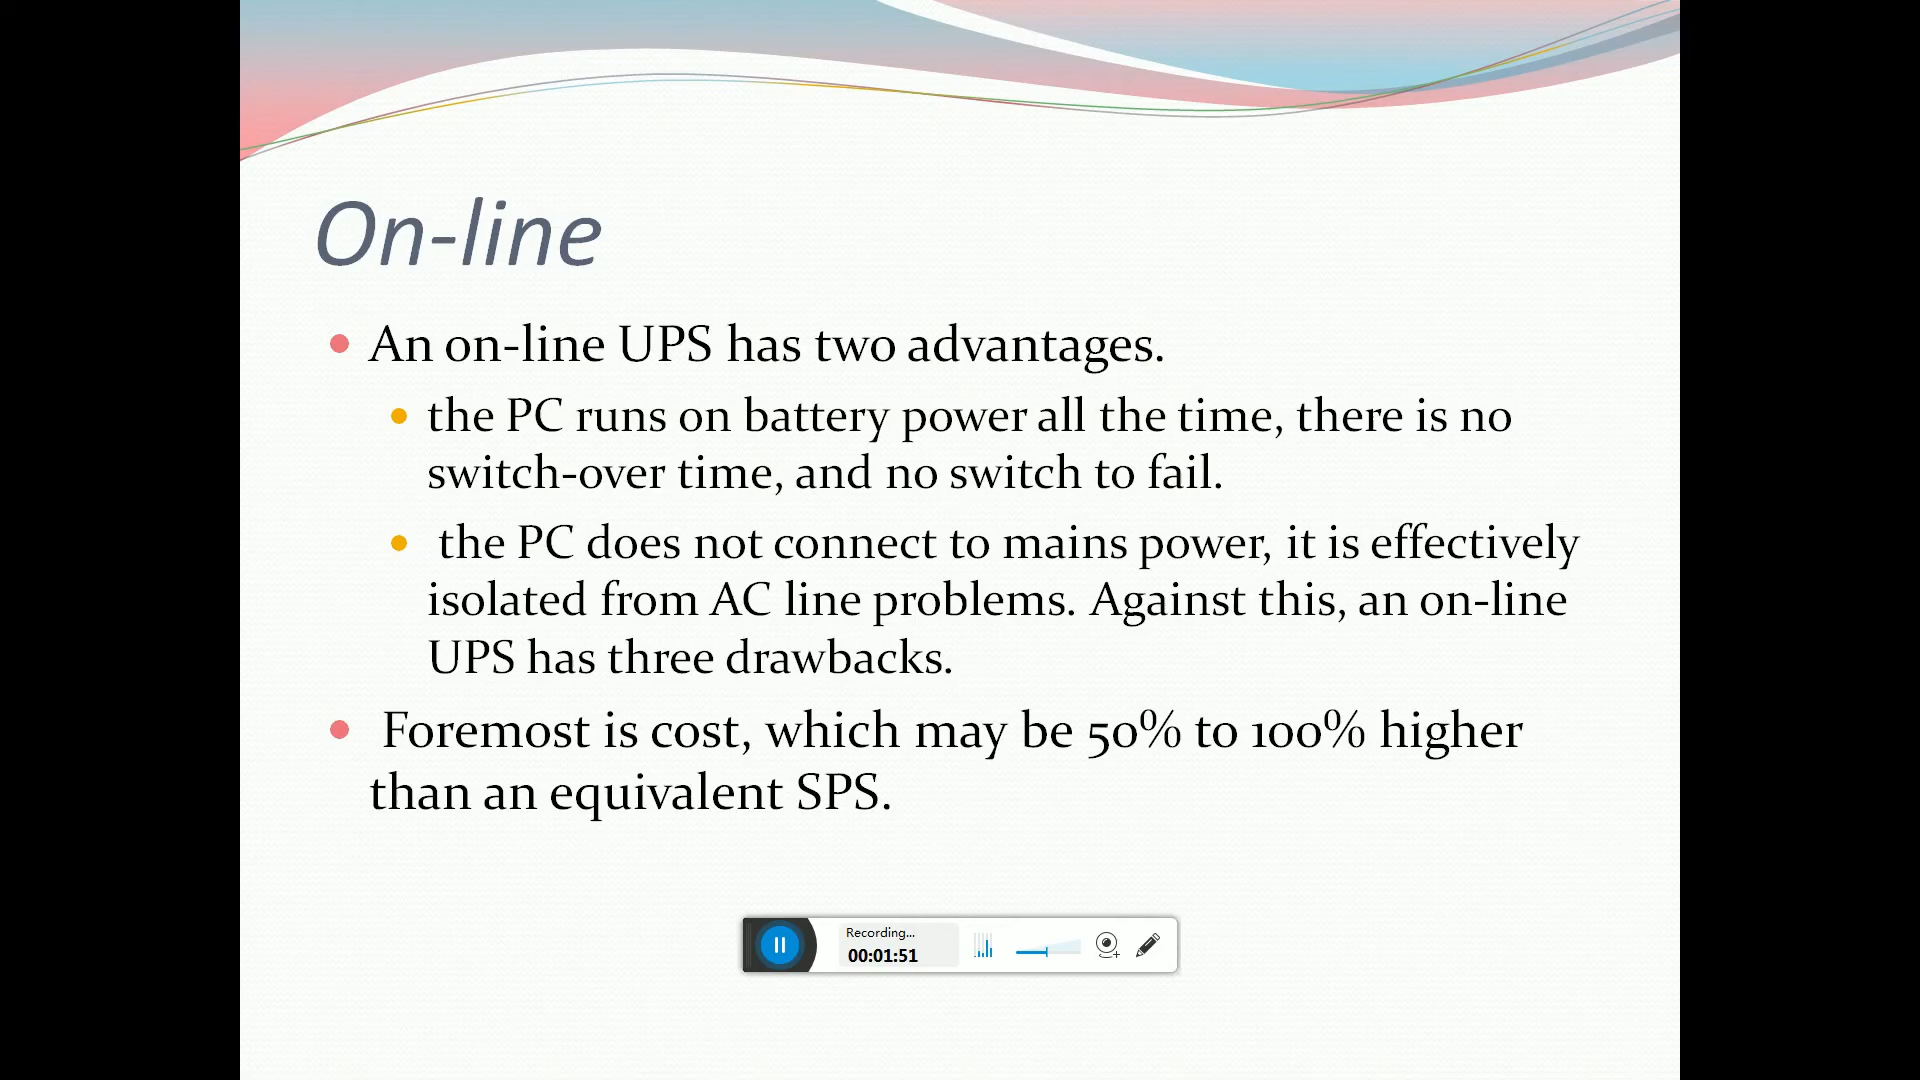 On-line
An on-line UPS has two advantages.
the PC runs on battery power all the time, there is no
switch-over time, and no switch to fail.
the PC does not connect to mains power, it is effectively
isolated from AC line problems. Against this, an on-line
UPS has three drawbacks.
Foremost is cost, which may be 50% to 100% higher
than an equivalent SPS.
Recording...
00:01:51